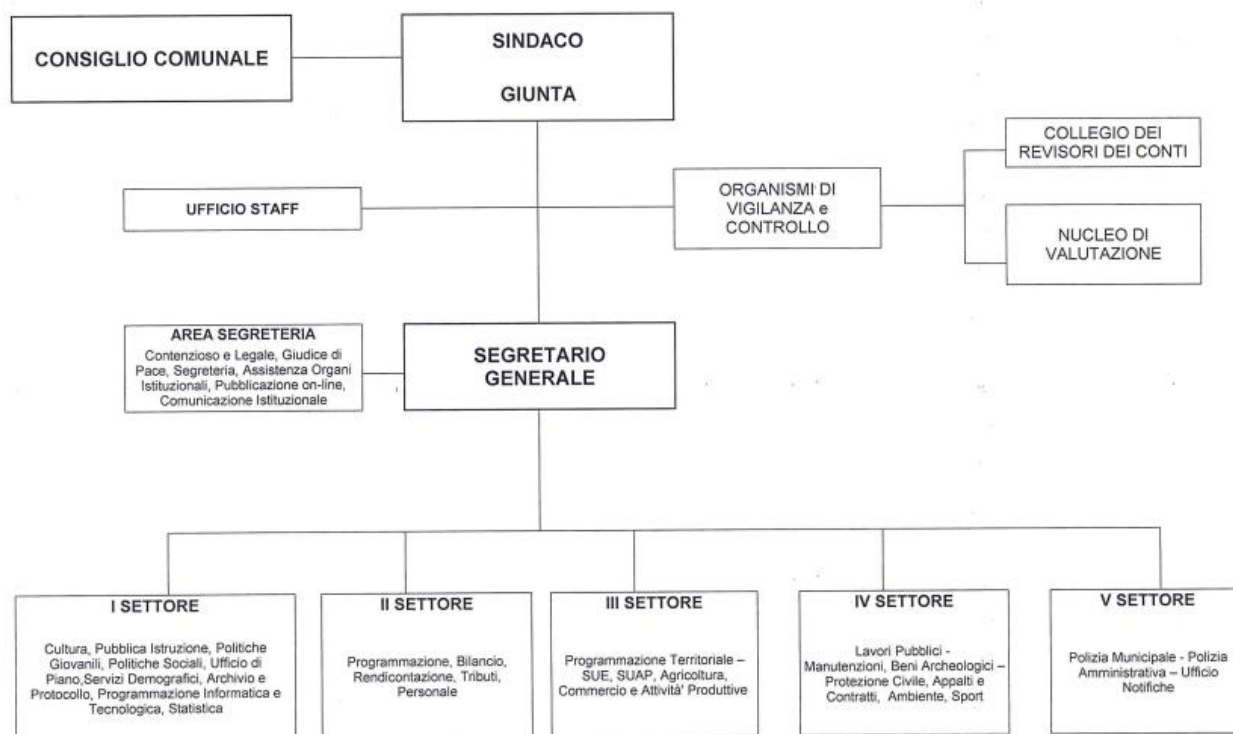 CONSIGLIO COMUNALE
SINDACO
GIUNTA
COLLEGIO DEI
REVISORI DEI CONTI
UFFICIO STAFF
ORGANISMI DI
VIGILANZA e
CONTROLLO
NUCLEO DI
VALUTAZIONE
AREA SEGRETERIA
Contenzioso e Legale, Giudice di
Pace, Segreteria, Assistenza Organi
Istituzionali, Pubblicazione on-line,
Comunicazione Istituzionale
SEGRETARIO
GENERALE
I SETTORE
Cultura, Pubblica Istruzione, Politiche
Giovanili, Politiche Sociali, Ufficio di
Piano,Servizi Demografici, Archivio e
Protocollo, Programmazione Informatica e
Tecnologica, Statistica
II SETTORE
Programmazione, Bilancio,
Rendicontazione, Tributi,
Personale
III SETTORE
Programmazione Territoriale –
SUE, SUAP, Agricoltura,
Commercio e Attività' Produttive
IV SETTORE
Lavori Pubblici -
Manutenzioni, Beni Archeologici –
Protezione Civile, Appalti e
Contratti, Ambiente, Sport
V SETTORE
Polizia Municipale - Polizia
Amministrativa – Ufficio
Notifiche